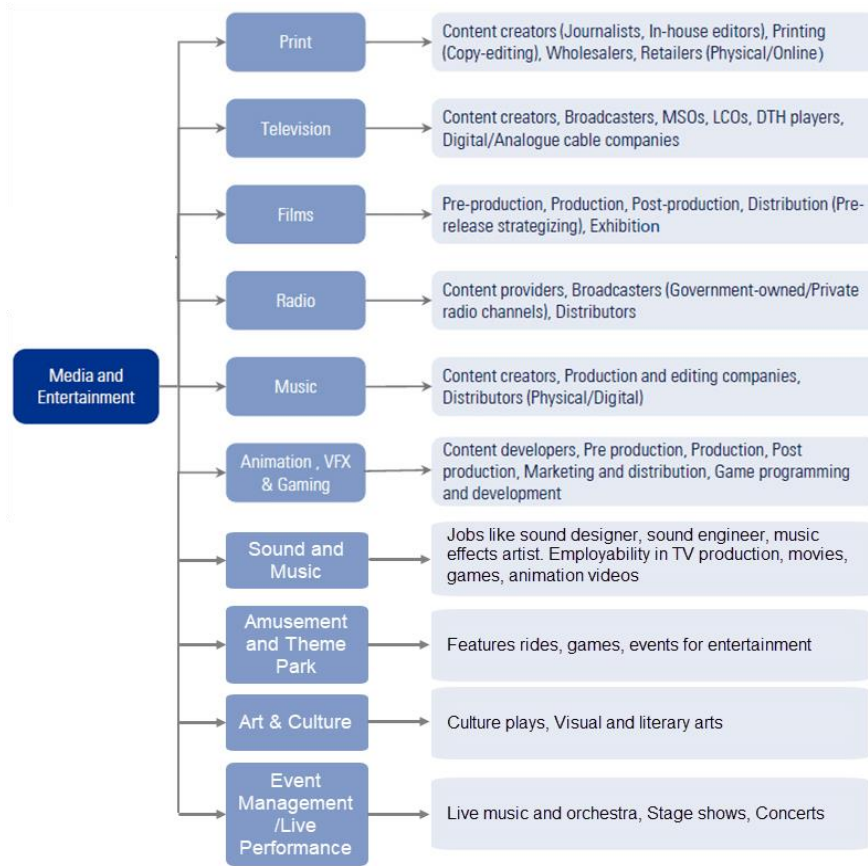 Print
Content creators (Journalists, In-house editors), Printing
(Copy-editing), Wholesalers, Retailers (Physical/Online)
Television
Content creators, Broadcasters, MSOs, LCOs, DTH players,
Digital/Analogue cable companies
Films
Pre-production, Production, Post-production, Distribution (Pre-
release strategizing), Exhibition
Radio
Content providers, Broadcasters (Government-owned/Private
radio channels), Distributors
Media and
Entertainment
Music
Content creators, Production and editing companies,
Distributors (Physical/Digital)
Animation , VFX
& Gaming
Content developers, Pre production, Production, Post
production, Marketing and distribution, Game programming
and development
Sound and
Music
Jobs like sound designer, sound engineer, music
effects artist. Employability in TV production, movies,
games, animation videos
Amusement
and Theme
Park
Features rides, games, events for entertainment
Art & Culture
Culture plays, Visual and literary arts
Event
Management
/Live
Performance
Live music and orchestra, Stage shows, Concerts